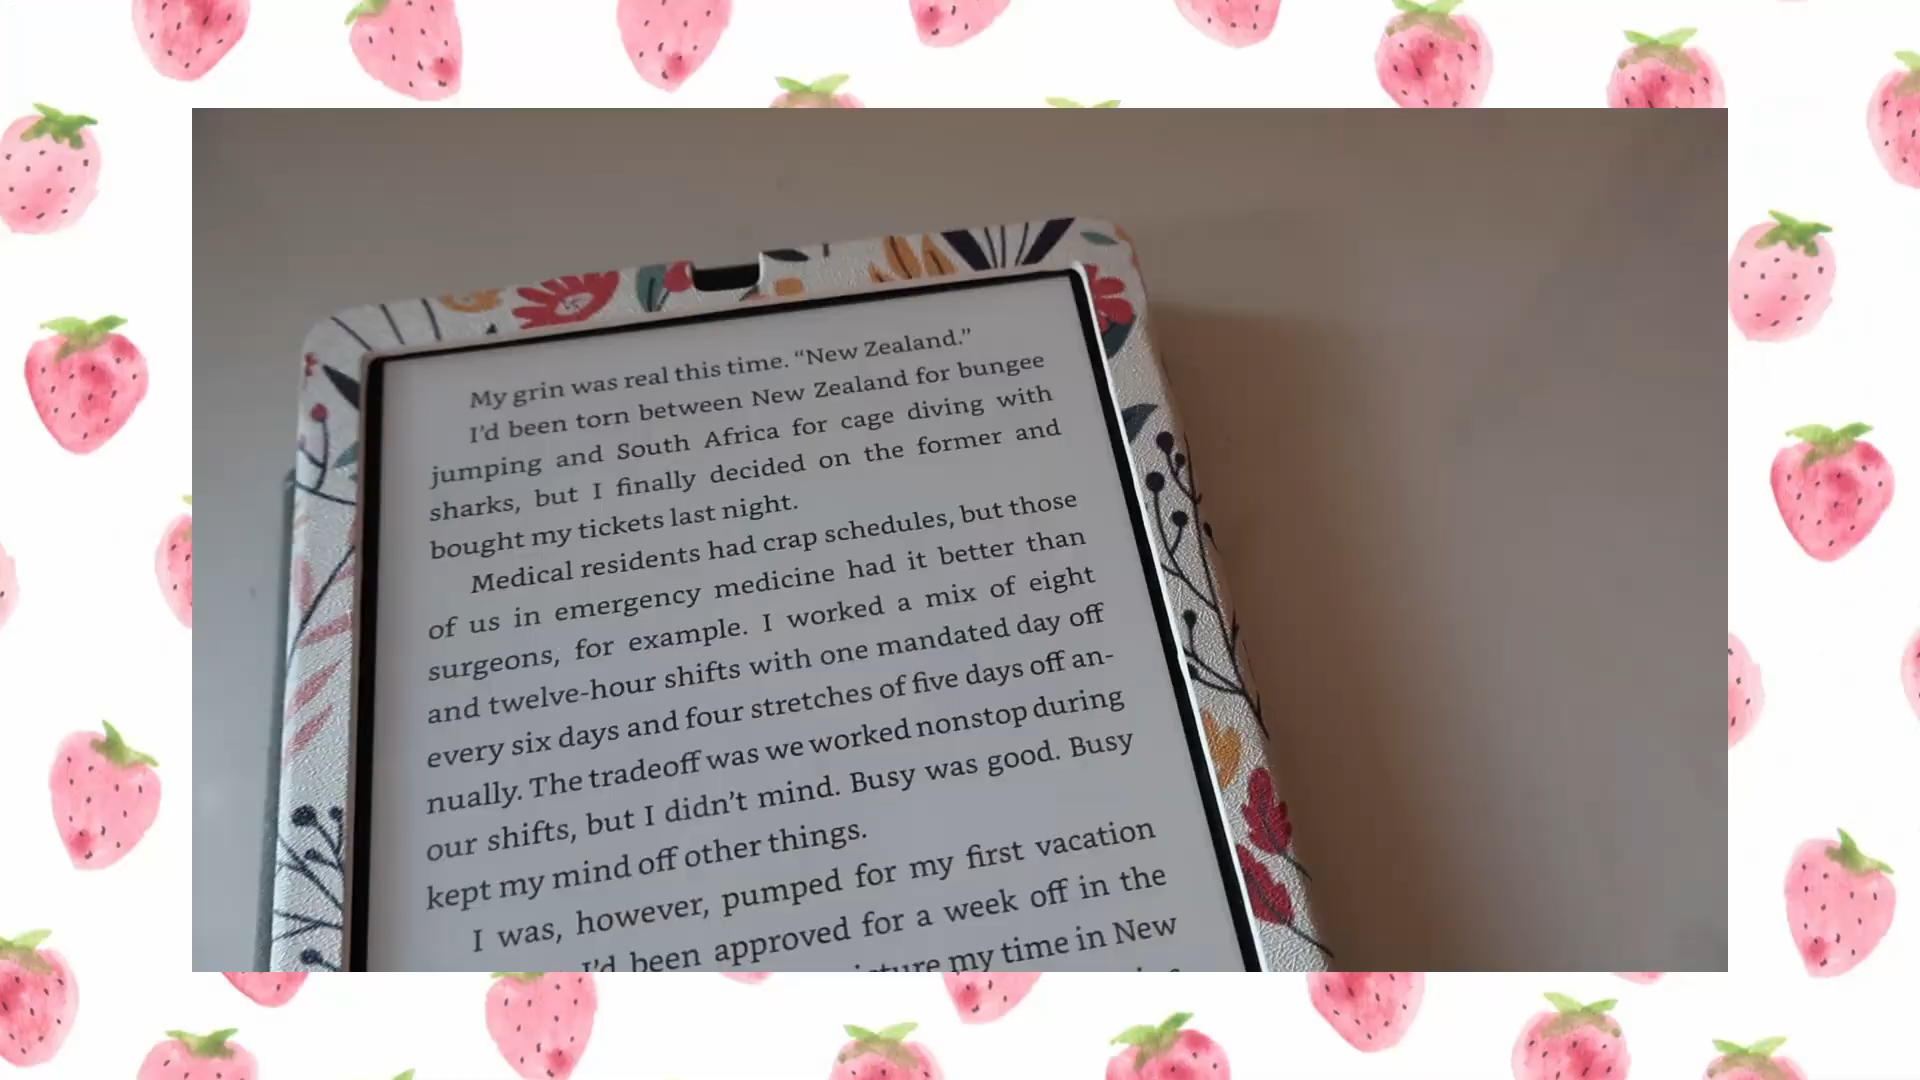 My grin was real this time. “New Zealand.”
I’d been torn between New Zealand for bungee
jumping and South Africa for cage diving with
sharks, but I finally decided on the former and
bought my tickets last night.
Medical residents had crap schedules, but those
of us in emergency medicine had it better than
surgeons, for example. I worked a mix of eight
and twelve-hour shifts with one mandated day off
every six days and four stretches of five days off an-
nually. The tradeoff was we worked nonstop during
our shifts, but I didn’t mind. Busy was good. Busy
kept my mind off other things.
I was, however, pumped for my first vacation
I’d been approved for a week off in the
my time in New